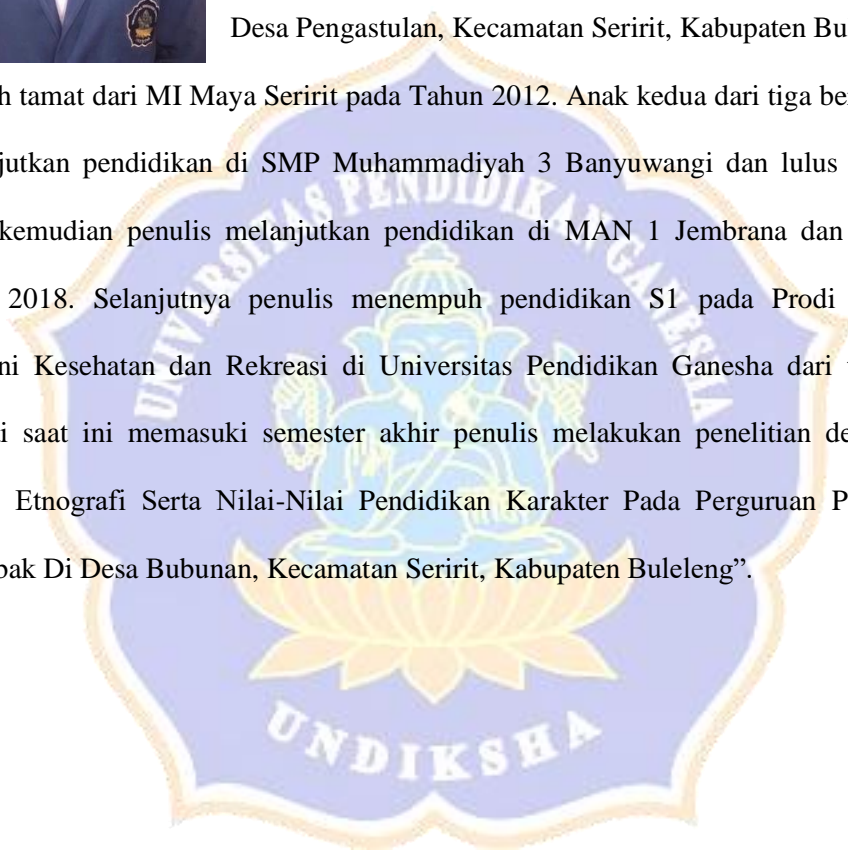 Desa Pengastulan, Kecamatan Seririt, Kabupaten Bu
h tamat dari MI Maya Seririt pada Tahun 2012. Anak kedua dari tiga ber
jutkan pendidikan di SMP Muhammadiyah 3 Banyuwangi dan lulus
kemudian penulis melanjutkan pendidikan di MAN 1 Jembrana dan
2018. Selanjutnya penulis menempuh pendidikan S1 pada Prodi
ni Kesehatan dan Rekreasi di Universitas Pendidikan Ganesha dari
i saat ini memasuki semester akhir penulis melakukan penelitian de
Etnografi Serta Nilai-Nilai Pendidikan Karakter Pada Perguruan P
bak Di Desa Bubunan, Kecamatan Seririt, Kabupaten Buleleng”.
UNIVERSITAS PENDIDIKAN GANESHA
UNDIKSHA